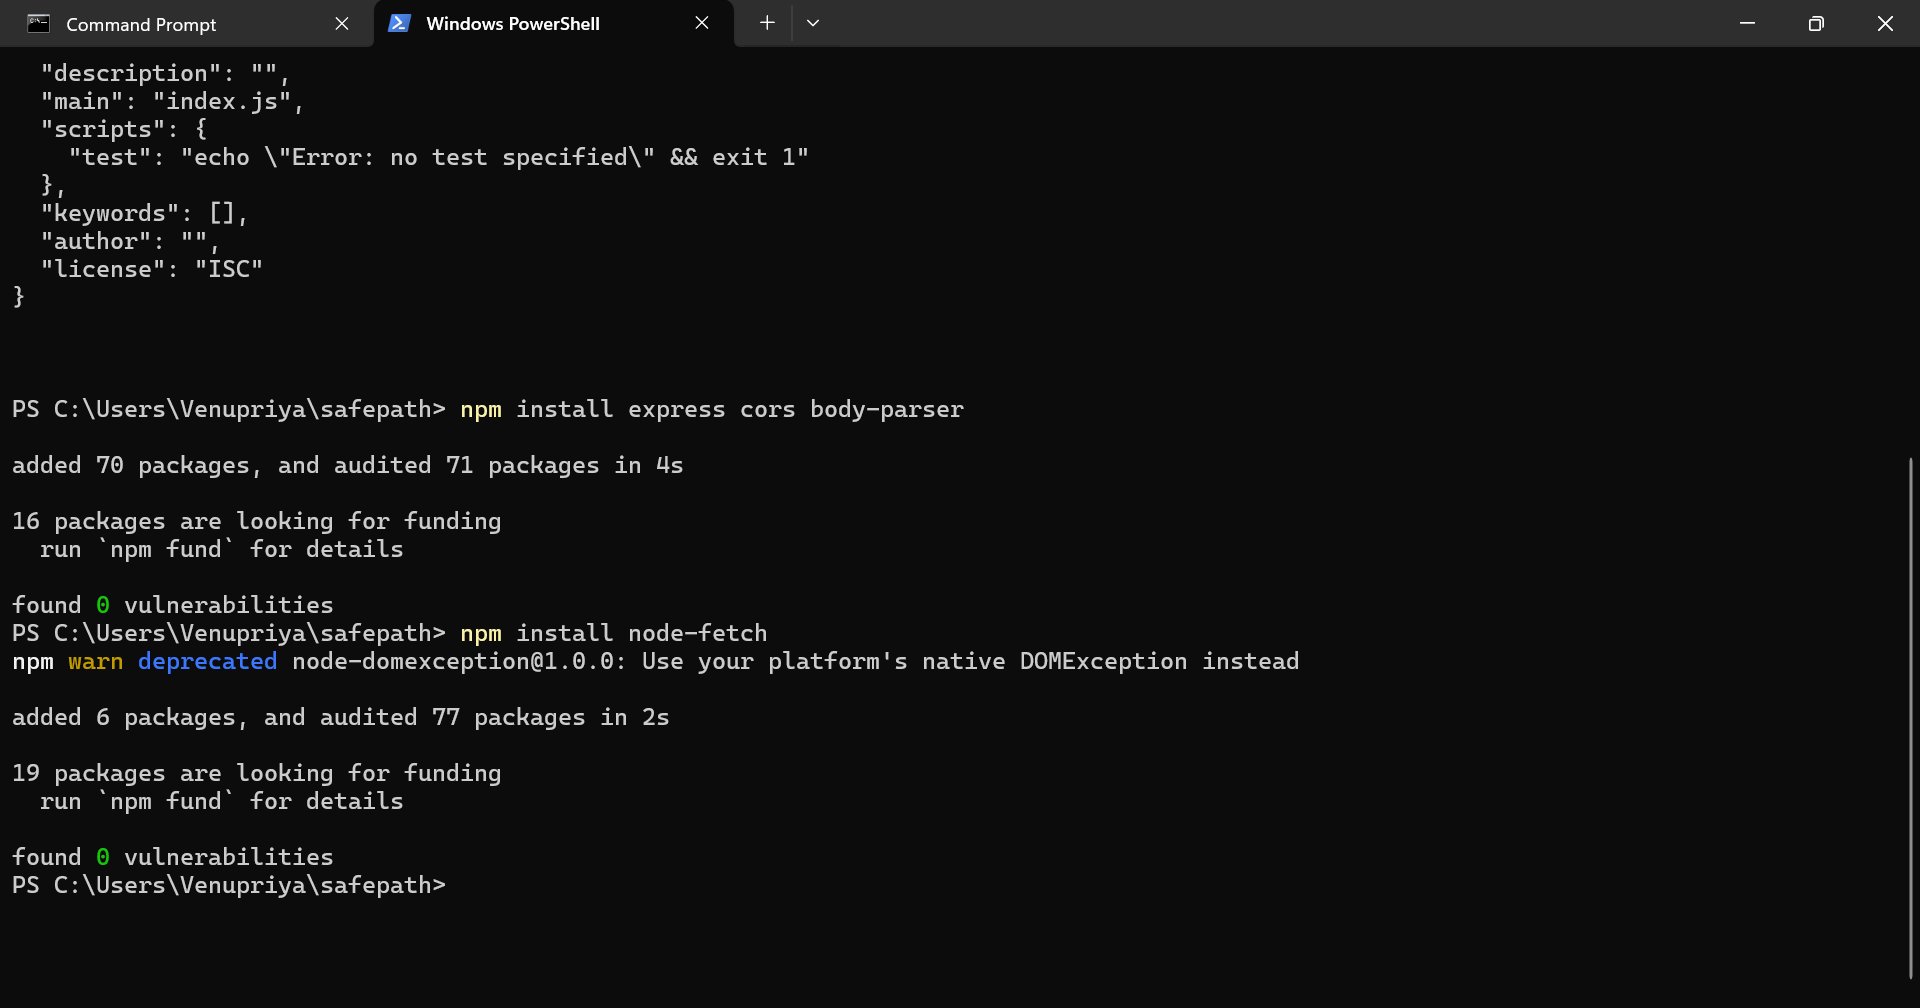 Command Prompt
Windows PowerShell
"description": "",
"main": "index.js",
"scripts": {
"test": "echo \"Error: no test specified\" && exit 1"
},
"keywords": [],
"author": "",
"license": "ISC"
}
PS C:\Users\Venupriya\safepath> npm install express cors body-parser
added 70 packages, and audited 71 packages in 4s
16 packages are looking for funding
run `npm fund` for details
found 0 vulnerabilities
PS C:\Users\Venupriya\safepath> npm install node-fetch
npm warn deprecated node-domexception@1.0.0: Use your platform's native DOMException instead
added 6 packages, and audited 77 packages in 2s
19 packages are looking for funding
run `npm fund` for details
found 0 vulnerabilities
PS C:\Users\Venupriya\safepath>